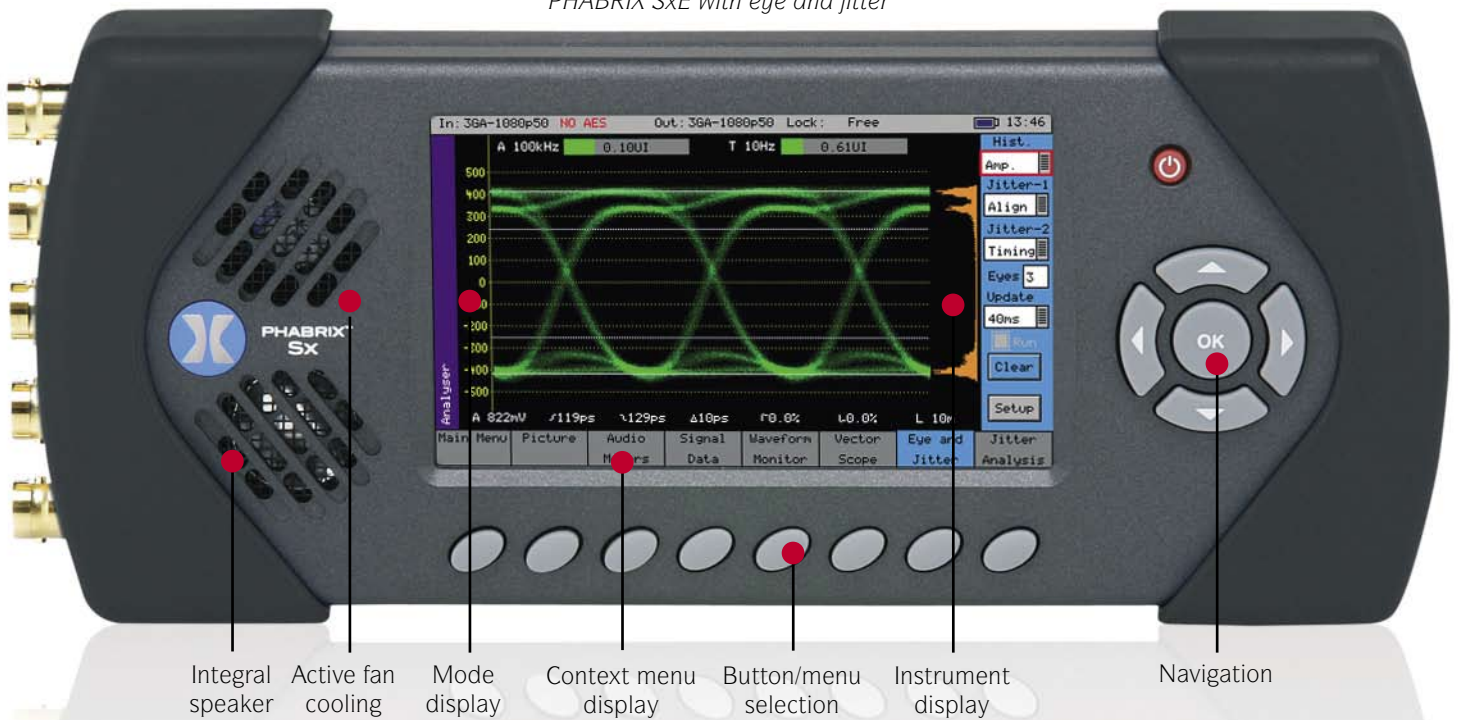 PHABRIX SxE with eye and jitter
In: 3GA-1080p50 NO AES Out: 3GA-1080p50 Lock: Free 13:46
A 100kHz 0.10UI T 10Hz 0.61UI
Hist.
Amp.
Jitter-1
Align
Jitter-2
Timing
Eyes 3
Update
40ms
Run
Clear
Setup
500
400
300
200
100
0
-200
-300
-400
-500
Analyser
A 822mV 119ps 129ps Δ10ps 0.0% 0.0% L 10m
Main Menu Picture Audio Signal Waveform Vector Eye and Jitter
Data Monitor Scope Jitter Analysis
PHABRIX™
Sx
OK
Integral Active fan Mode Context menu Button/menu Instrument Navigation
speaker cooling display display selection display